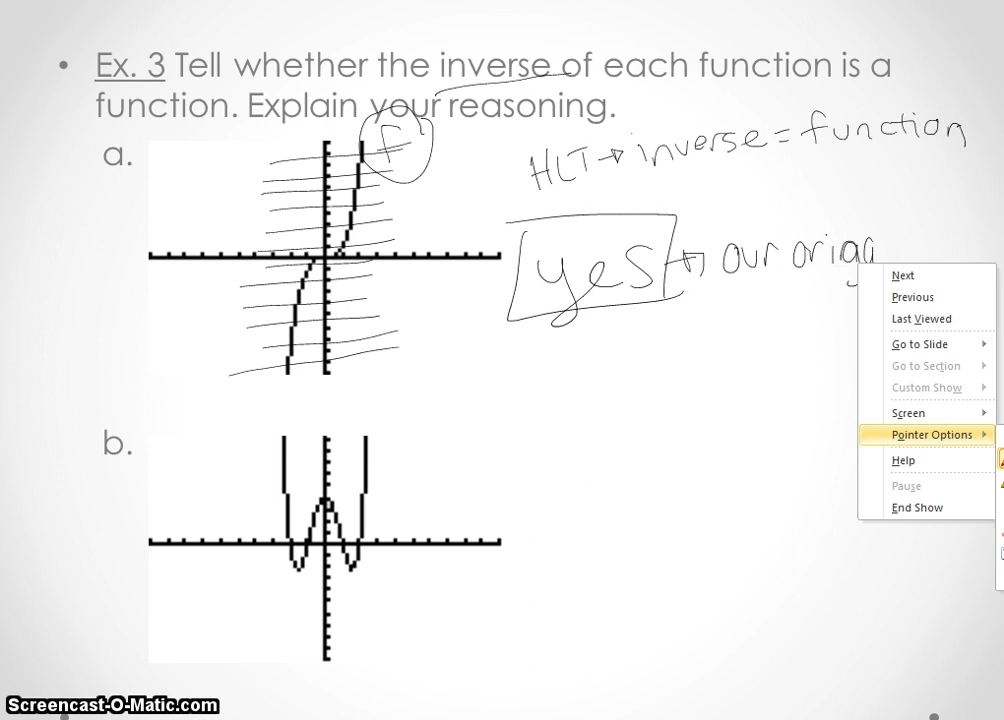 • Ex. 3 Tell whether the inverse of each function is a
function. Explain your reasoning.
a.
f
HLT → inverse = function
yes → our orig
b.
Next
Previous
Last Viewed
Go to Slide
Go to Section
Custom Show
Screen
Pointer Options
Help
Pause
End Show
Screencast-O-Matic.com